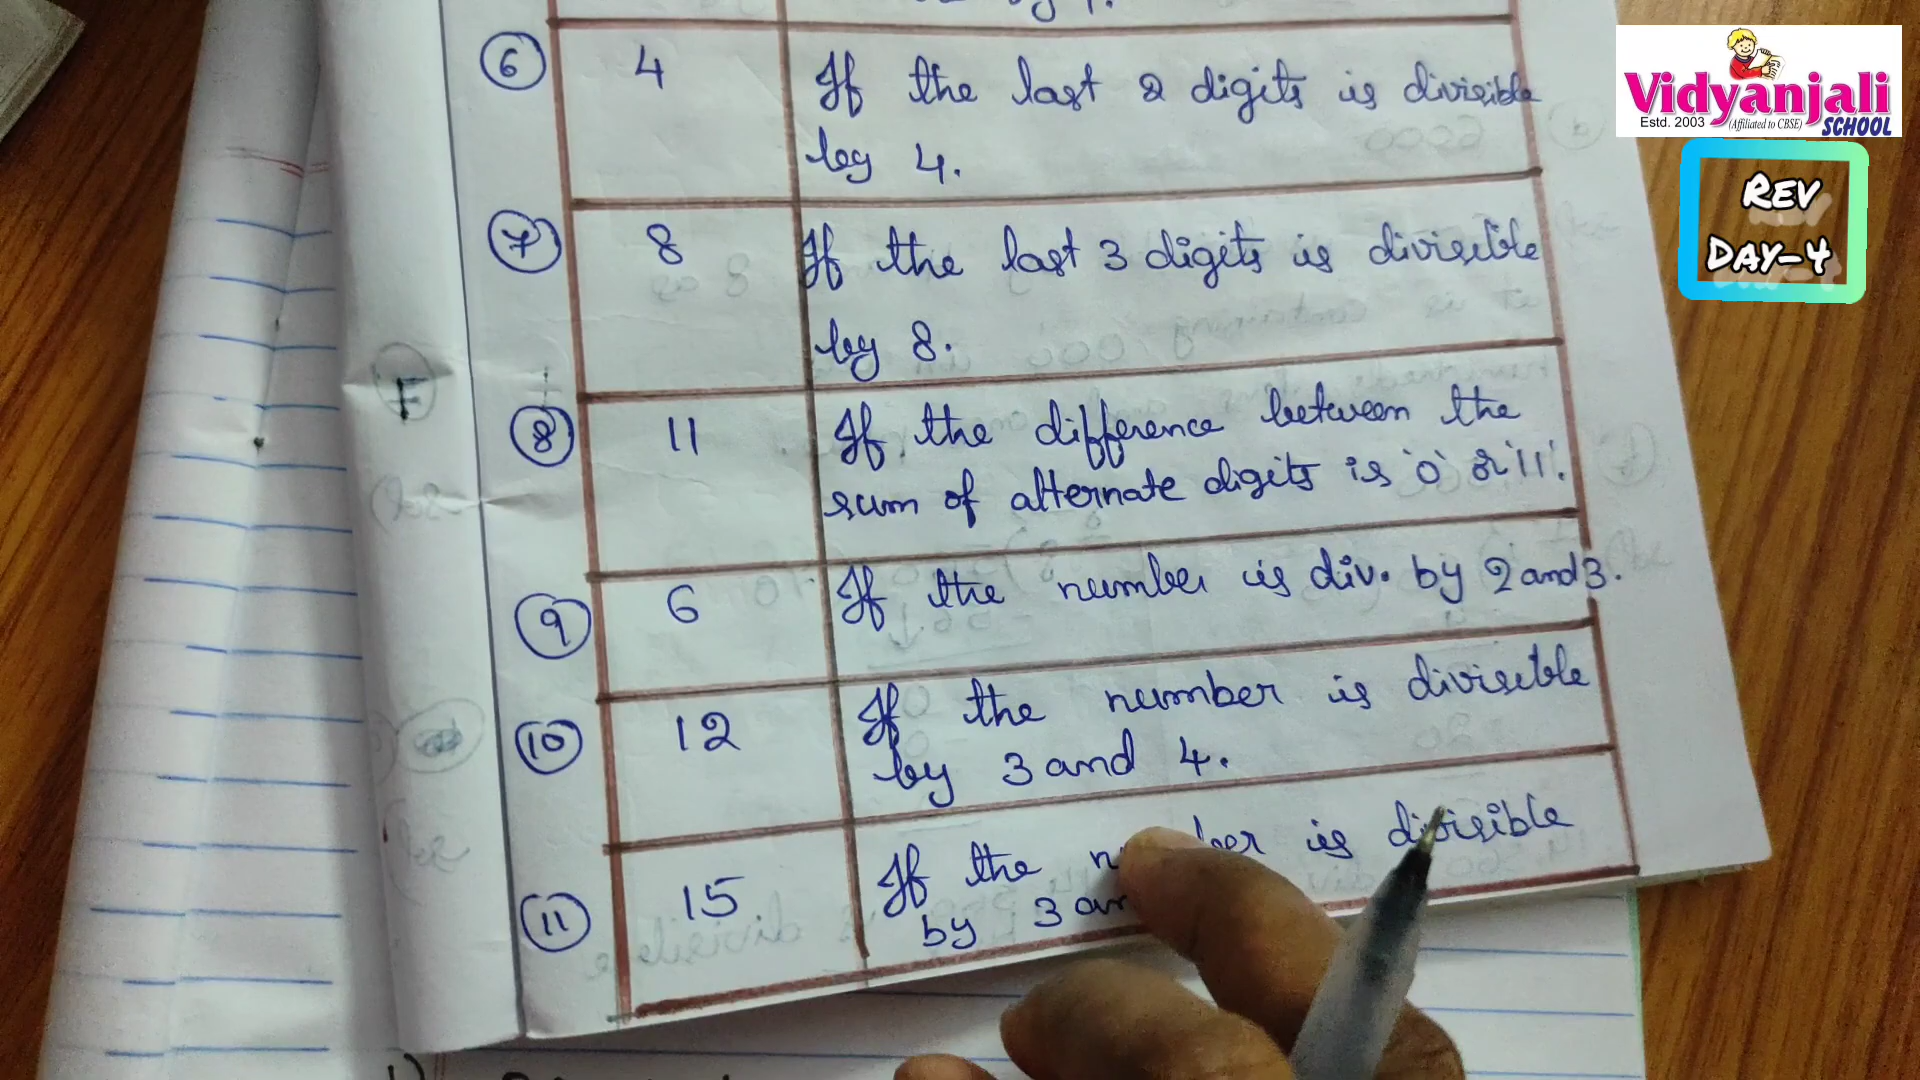 Vidyanjali
Estd. 2003 (Affiliated to CBSE) SCHOOL
REV
DAY-4
6 4 If the last 2 digits is divisible
by 4.
7 8 If the last 3 digits is divisible
by 8.
F
8 11 If the difference between the
sum of alternate digits is '0' or '11'.
9 6 If the number is div. by 2 and 3.
10 12 If the number is divisible
by 3 and 4.
11 15 If the is divisible
by 3